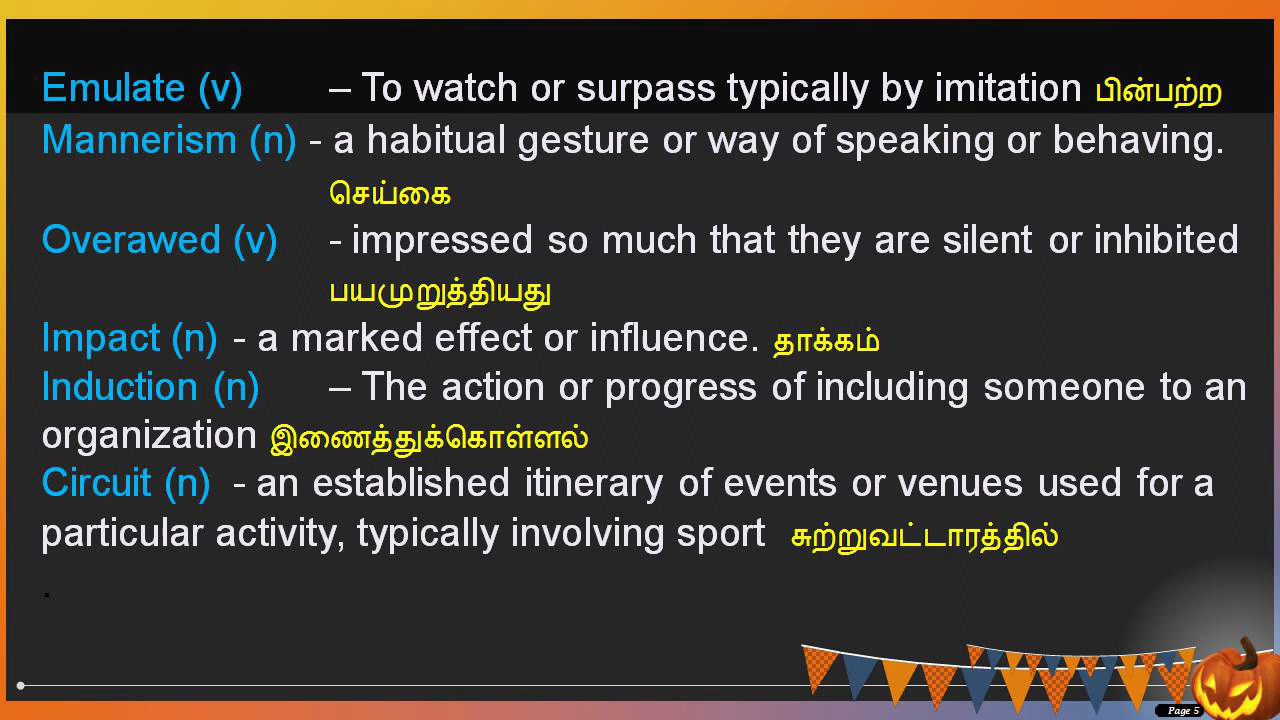 Emulate (v) – To watch or surpass typically by imitation பின்பற்ற
Mannerism (n) - a habitual gesture or way of speaking or behaving.
செய்கை
Overawed (v) - impressed so much that they are silent or inhibited
பயமுறுத்தியது
Impact (n) - a marked effect or influence. தாக்கம்
Induction (n) – The action or progress of including someone to an
organization இணைத்துக்கொள்ளல்
Circuit (n) - an established itinerary of events or venues used for a
particular activity, typically involving sport சுற்றுவட்டாரத்தில்
.
Page 5